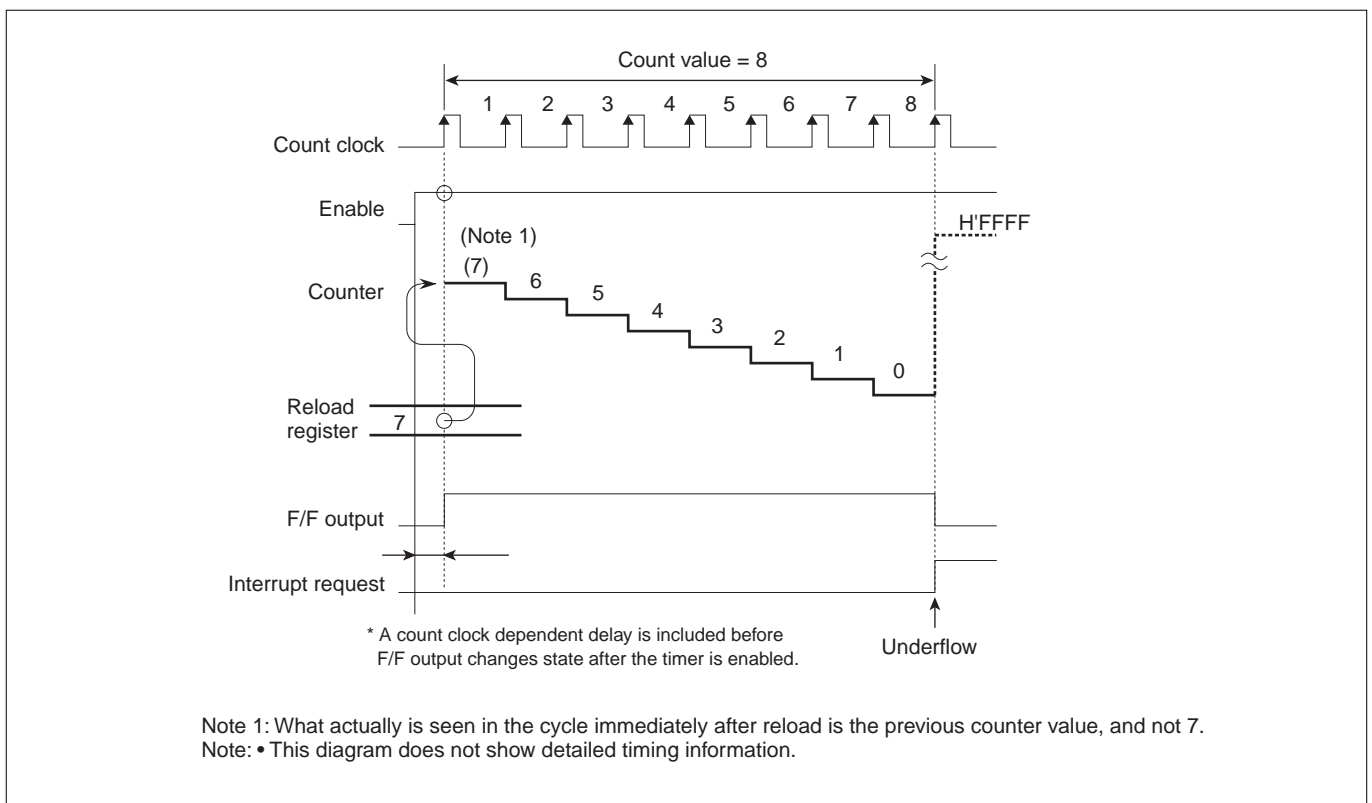 Count value = 8
1 2 3 4 5 6 7 8
Count clock
Enable
H'FFFF
(Note 1)
(7)
6
5
4
3
2
1
0
Counter
Reload
register
7
F/F output
Interrupt request
* A count clock dependent delay is included before
F/F output changes state after the timer is enabled.
Underflow
Note 1: What actually is seen in the cycle immediately after reload is the previous counter value, and not 7.
Note: • This diagram does not show detailed timing information.